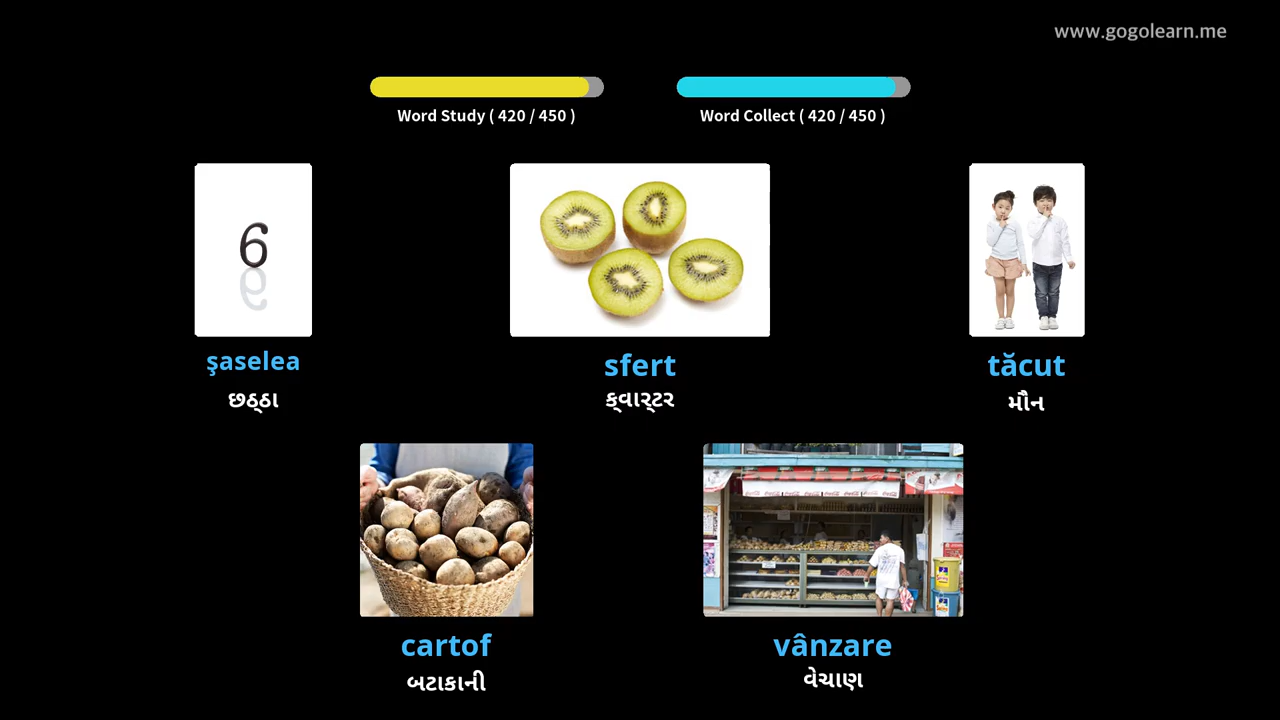 www.gogolearn.me
Word Study ( 420 / 450 )
Word Collect ( 420 / 450 )
6
şaselea
છઠ્ઠા
sfert
ક્વાર્ટર
tăcut
મૌન
cartof
બટાકાની
vânzare
વેચાણ